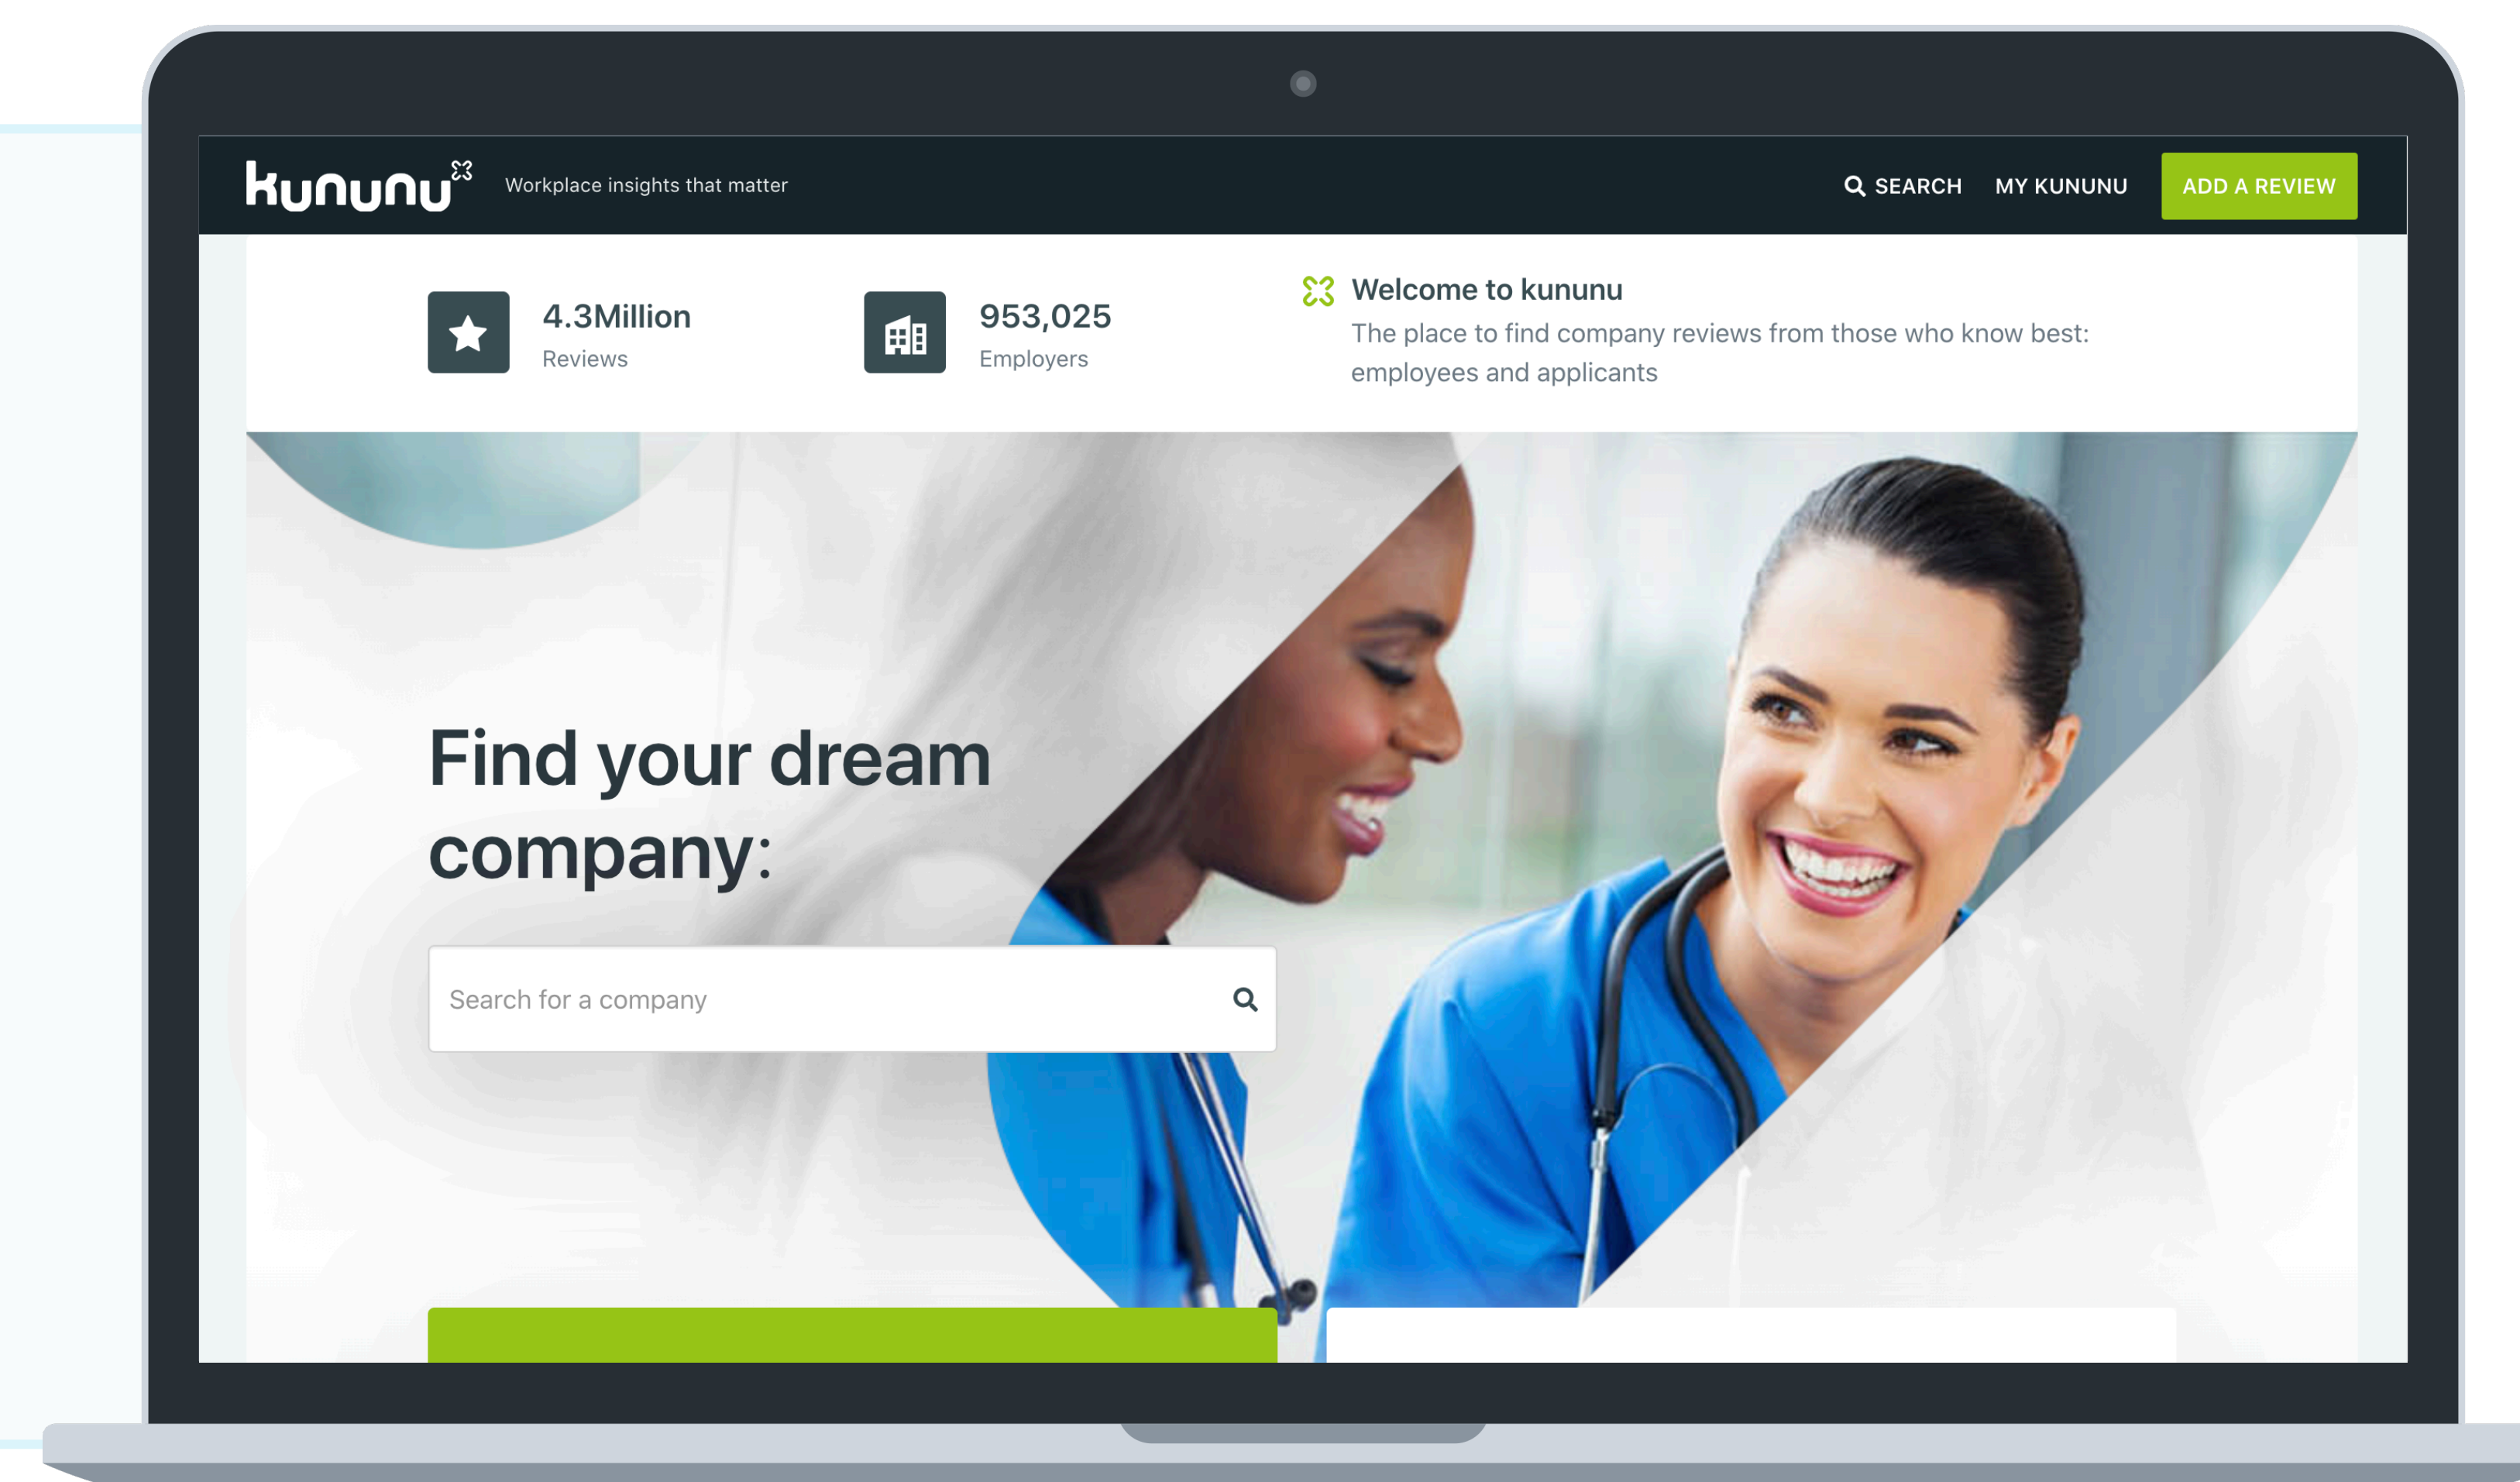 kununu
Workplace insights that matter
SEARCH
MY KUNUNU
ADD A REVIEW
4.3Million
Reviews
953,025
Employers
Welcome to kununu
The place to find company reviews from those who know best:
employees and applicants
Find your dream
company:
Search for a company